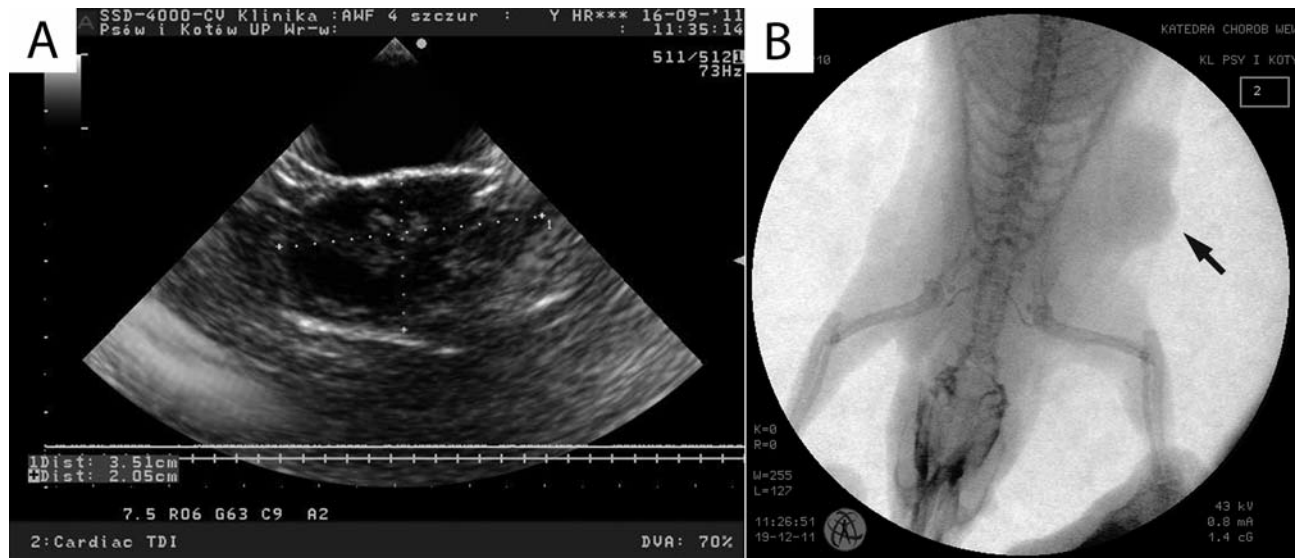 A
SSD-4000-CV Klinika :AWF 4 szczur : Y HR*** 16-09-'11
Psów i Kotów UP Wr-w: : 11:35:14
511/512
73Hz
1
1Dist: 3.51cm
+Dist: 2.05cm
7.5 R06 G63 C9 A2
2:Cardiac TDI
DVA: 70%
B
KATEDRA CHOROB WEW
KL PSY I KOTY
10
2
K=0
R=0
W=255
L=127
11:26:51
19-12-11
43 kV
0.8 mA
1.4 cG